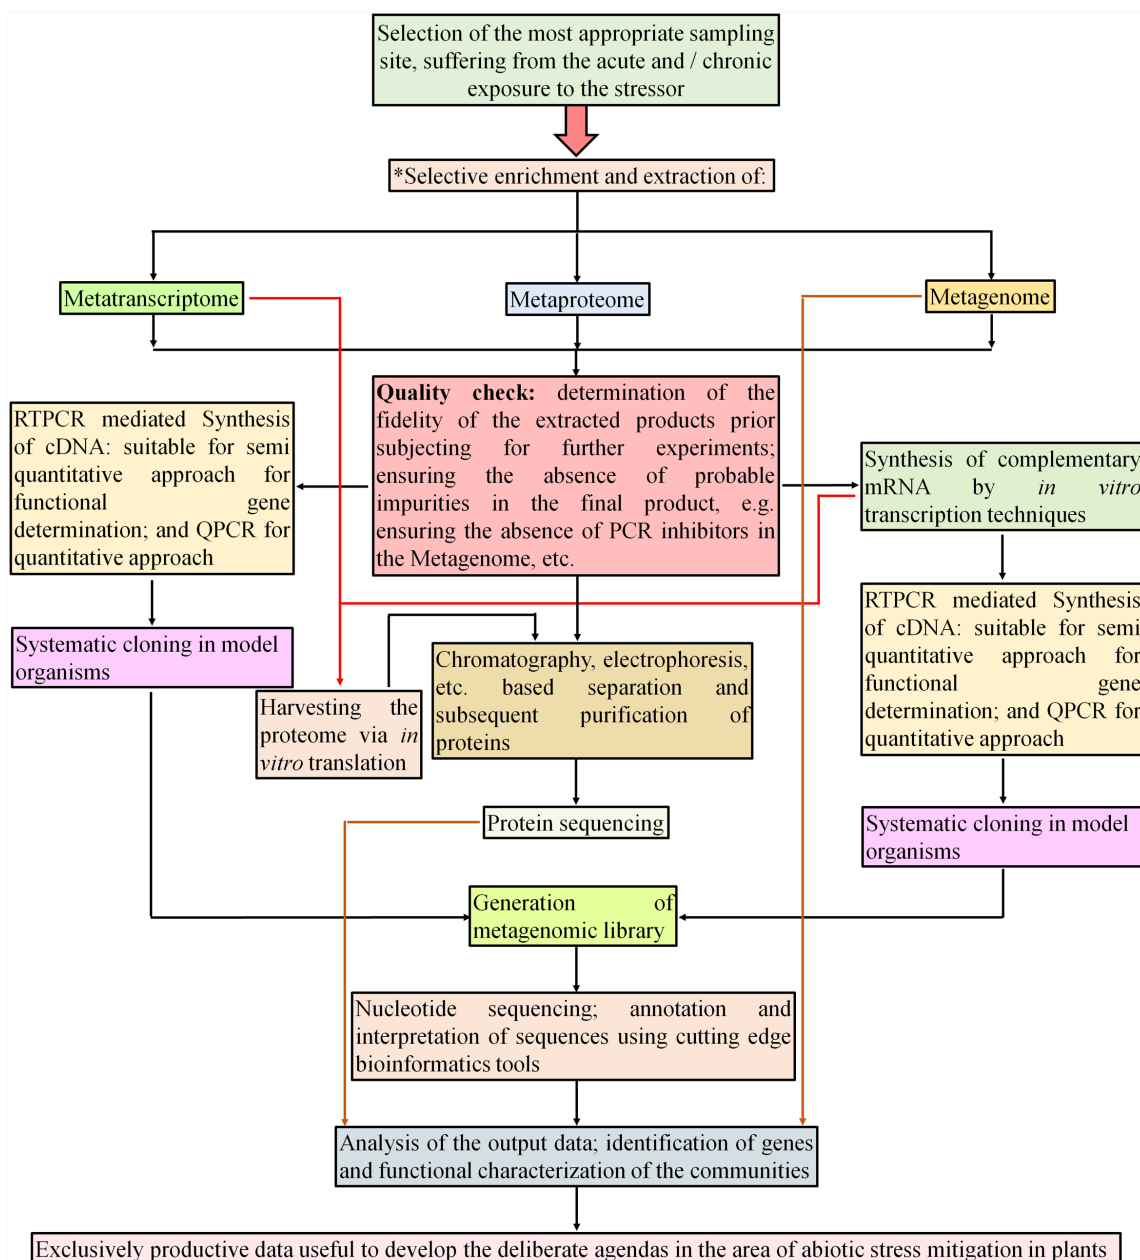 Selection of the most appropriate sampling
site, suffering from the acute and / chronic
exposure to the stressor
*Selective enrichment and extraction of:
Metatranscriptome
Metaproteome
Metagenome
Quality check: determination of the
fidelity of the extracted products prior
subjecting for further experiments;
ensuring the absence of probable
impurities in the final product, e.g.
ensuring the absence of PCR inhibitors in
the Metagenome, etc.
RTPCR mediated Synthesis
of cDNA: suitable for semi
quantitative approach for
functional gene
determination; and QPCR for
quantitative approach
Synthesis of complementary
mRNA by in vitro
transcription techniques
Systematic cloning in model
organisms
Harvesting the
proteome via in
vitro translation
Chromatography, electrophoresis,
etc. based separation and
subsequent purification of
proteins
RTPCR mediated Synthesis
of cDNA: suitable for semi
quantitative approach for
functional gene
determination; and QPCR for
quantitative approach
Protein sequencing
Systematic cloning in model
organisms
Generation of
metagenomic library
Nucleotide sequencing; annotation and
interpretation of sequences using cutting edge
bioinformatics tools
Analysis of the output data; identification of genes
and functional characterization of the communities
Exclusively productive data useful to develop the deliberate agendas in the area of abiotic stress mitigation in plants